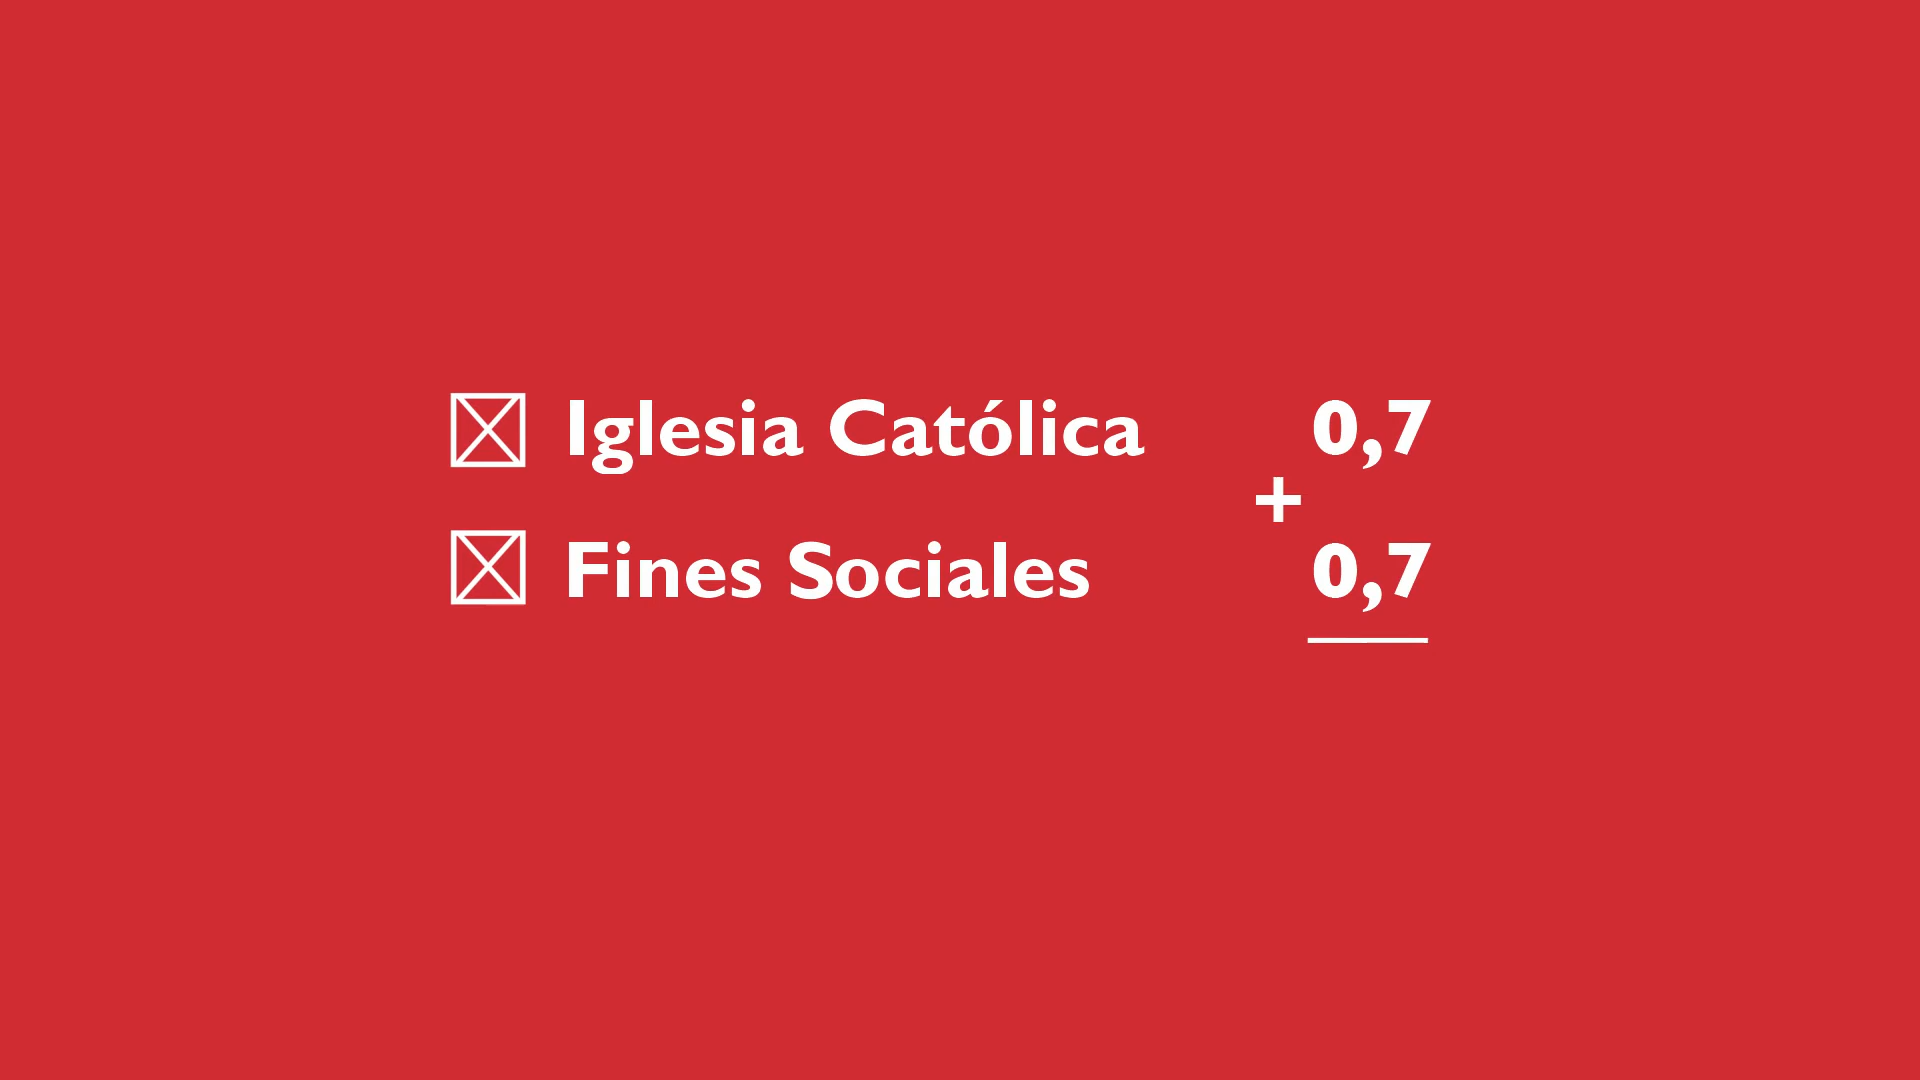 ☒ Iglesia Católica 0,7
+
☒ Fines Sociales 0,7